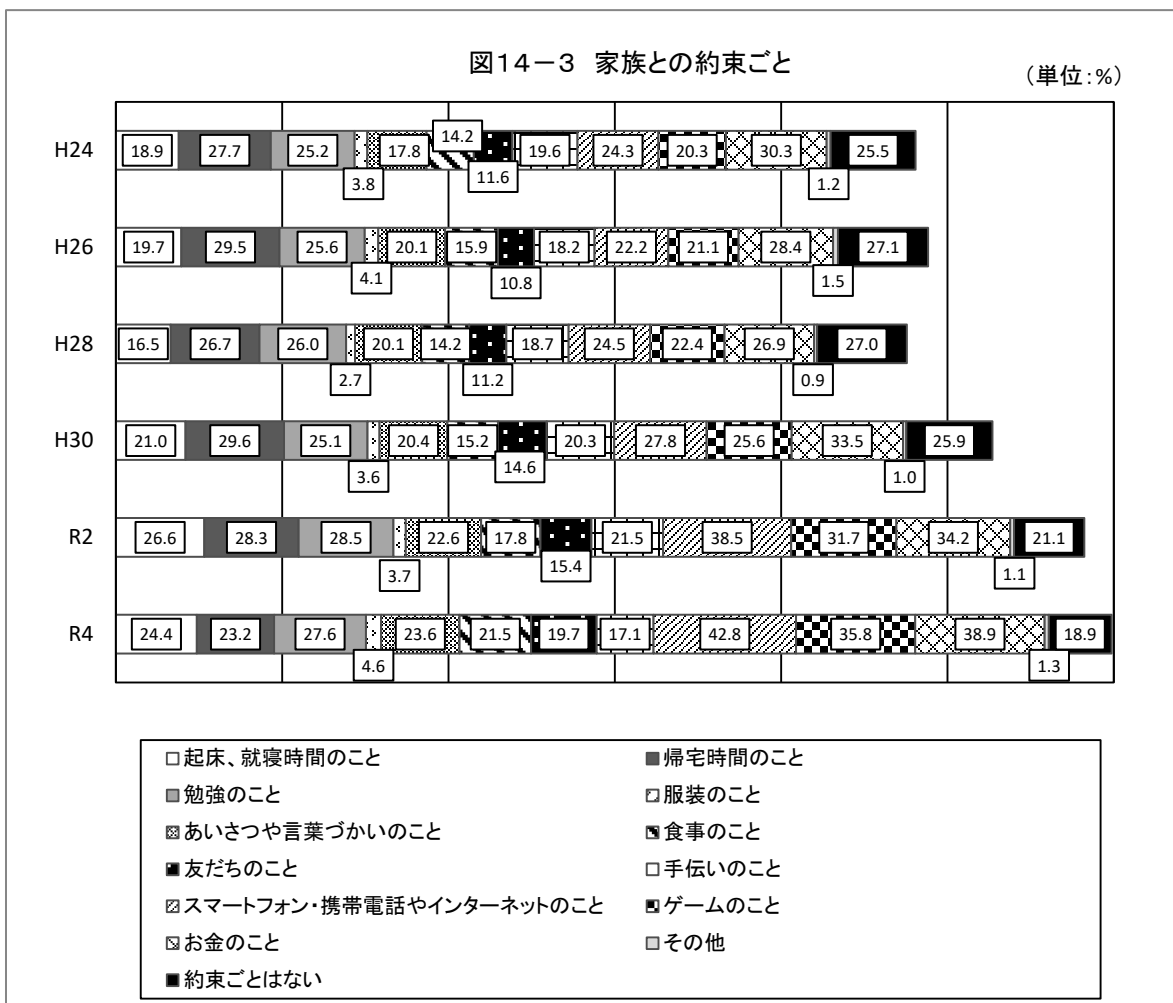 図14－3 家族との約束ごと
（単位：%）
H24
18.9 27.7 25.2 3.8 17.8 14.2 11.6 19.6 24.3 20.3 30.3 1.2 25.5
H26
19.7 29.5 25.6 4.1 20.1 15.9 10.8 18.2 22.2 21.1 28.4 1.5 27.1
H28
16.5 26.7 26.0 2.7 20.1 14.2 11.2 18.7 24.5 22.4 26.9 0.9 27.0
H30
21.0 29.6 25.1 3.6 20.4 15.2 14.6 20.3 27.8 25.6 33.5 1.0 25.9
R2
26.6 28.3 28.5 3.7 22.6 17.8 15.4 21.5 38.5 31.7 34.2 1.1 21.1
R4
24.4 23.2 27.6 4.6 23.6 21.5 19.7 17.1 42.8 35.8 38.9 1.3 18.9
起床、就寝時間のこと
帰宅時間のこと
勉強のこと
服装のこと
あいさつや言葉づかいのこと
食事のこと
友だちのこと
手伝いのこと
スマートフォン・携帯電話やインターネットのこと
ゲームのこと
お金のこと
その他
約束ごとはない